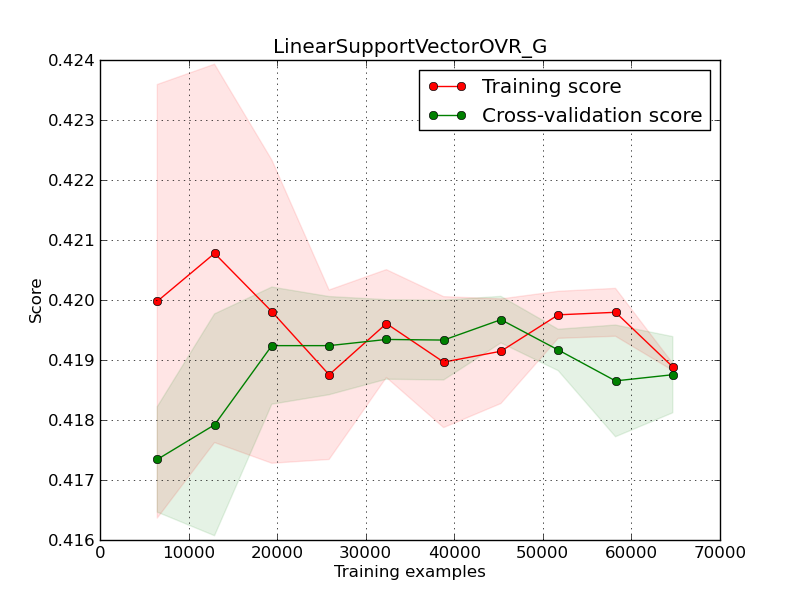 LinearSupportVectorOVR_G
Training score
Cross-validation score
0.424
0.423
0.422
0.421
0.420
0.419
0.418
0.417
0.416
Score
0 10000 20000 30000 40000 50000 60000 70000
Training examples